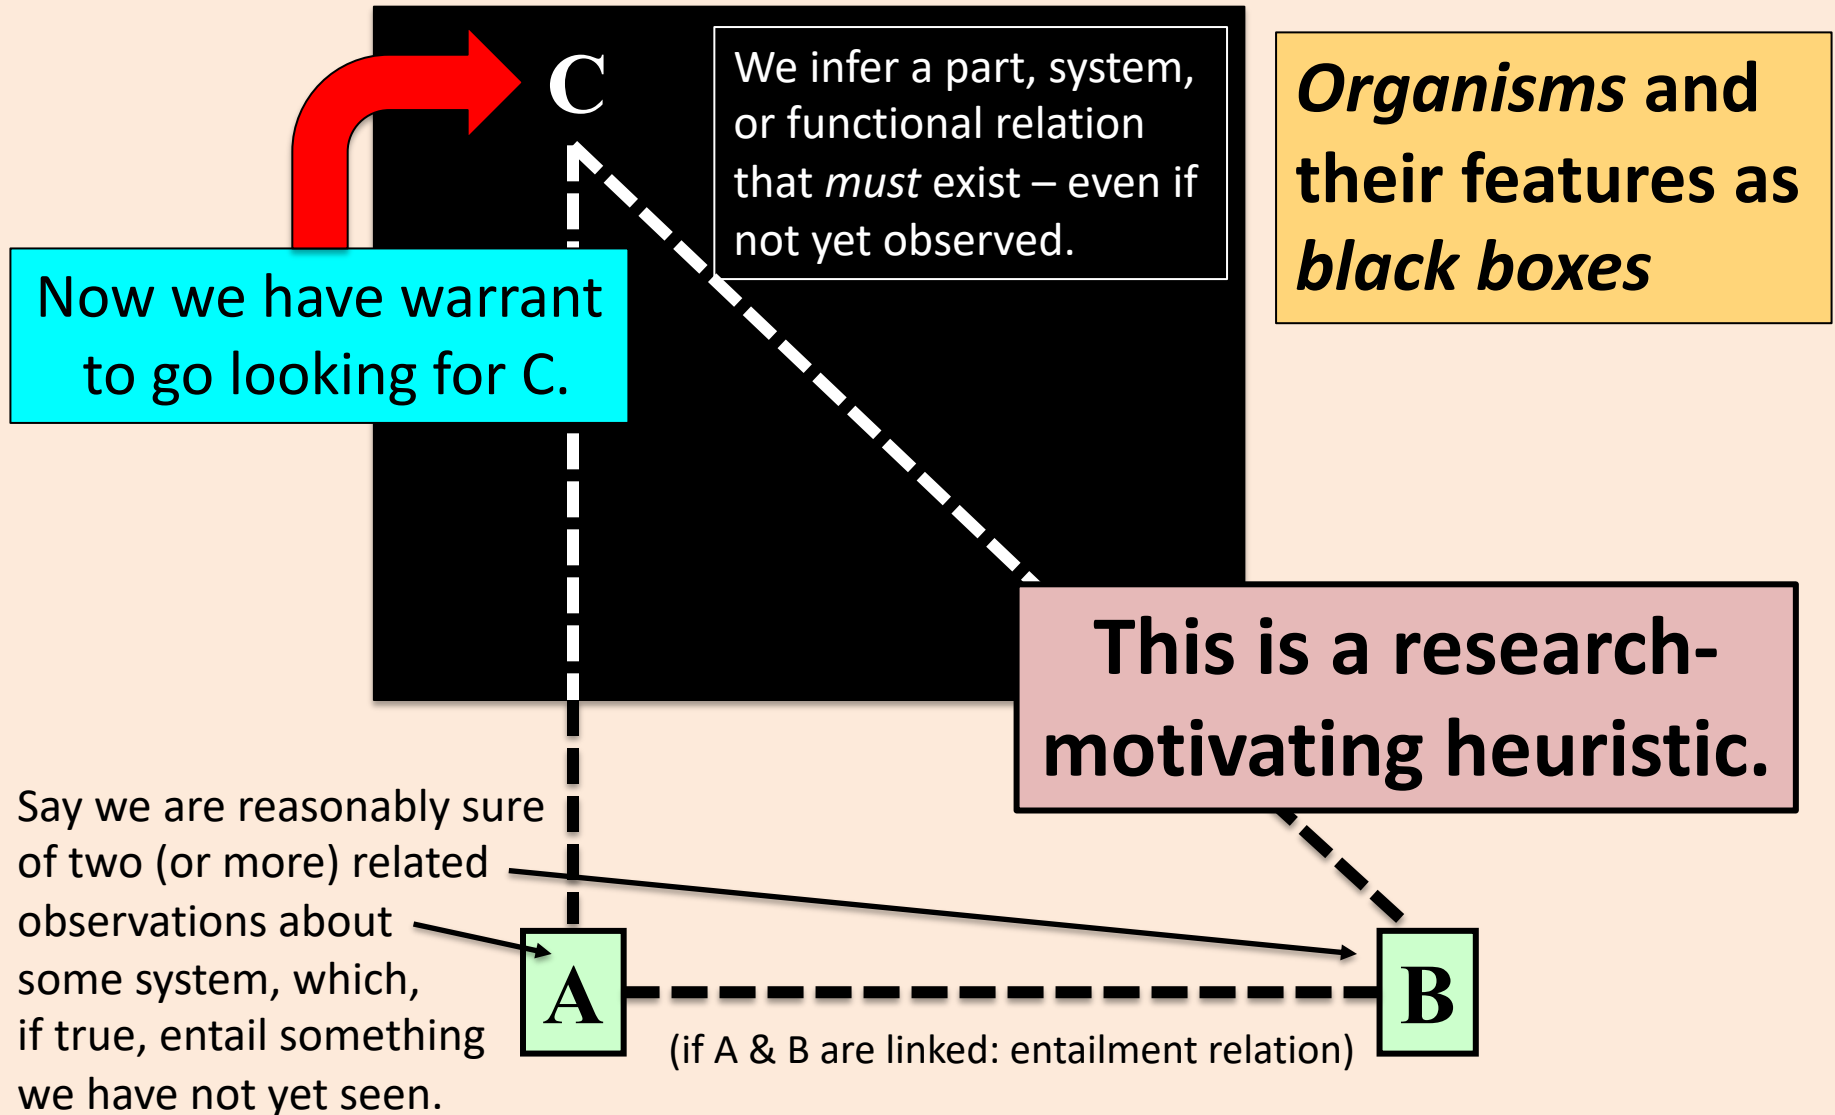 C
We infer a part, system,
or functional relation
that must exist – even if
not yet observed.
Organisms and
their features as
black boxes
Now we have warrant
to go looking for C.
This is a research-
motivating heuristic.
Say we are reasonably sure
of two (or more) related
observations about
some system, which,
if true, entail something
we have not yet seen.
A
B
(if A & B are linked: entailment relation)